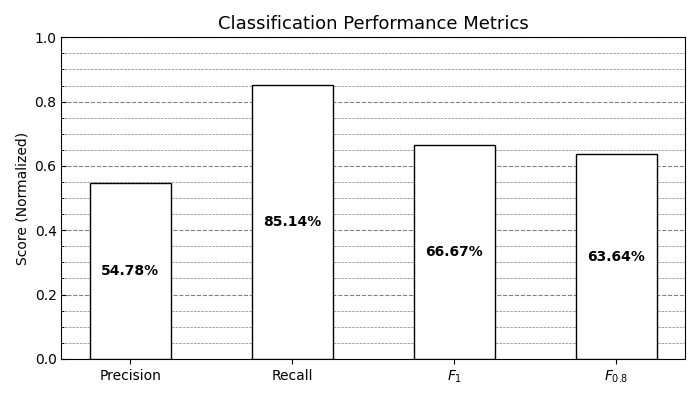 Classification Performance Metrics
Score (Normalized)
1.0
0.8
0.6
0.4
0.2
0.0
54.78%
85.14%
66.67%
63.64%
Precision
Recall
F₁
F₀.₈